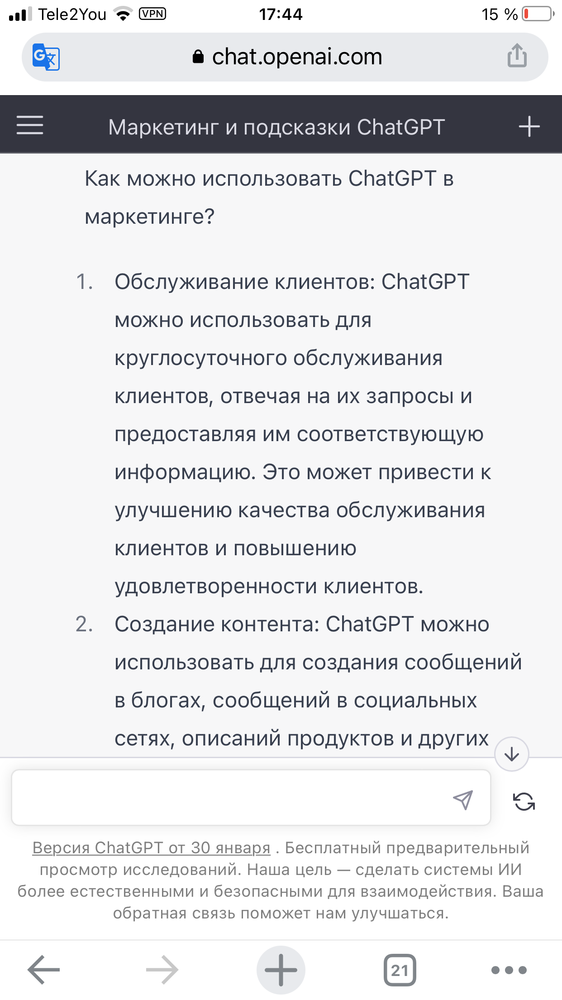 Tele2You VPN 17:44 15 %
chat.openai.com
Маркетинг и подсказки ChatGPT
Как можно использовать ChatGPT в
маркетинге?
1. Обслуживание клиентов: ChatGPT
можно использовать для
круглосуточного обслуживания
клиентов, отвечая на их запросы и
предоставляя им соответствующую
информацию. Это может привести к
улучшению качества обслуживания
клиентов и повышению
удовлетворенности клиентов.
2. Создание контента: ChatGPT можно
использовать для создания сообщений
в блогах, сообщений в социальных
сетях, описаний продуктов и других
Версия ChatGPT от 30 января . Бесплатный предварительный
просмотр исследований. Наша цель — сделать системы ИИ
более естественными и безопасными для взаимодействия. Ваша
обратная связь поможет нам улучшаться.
21